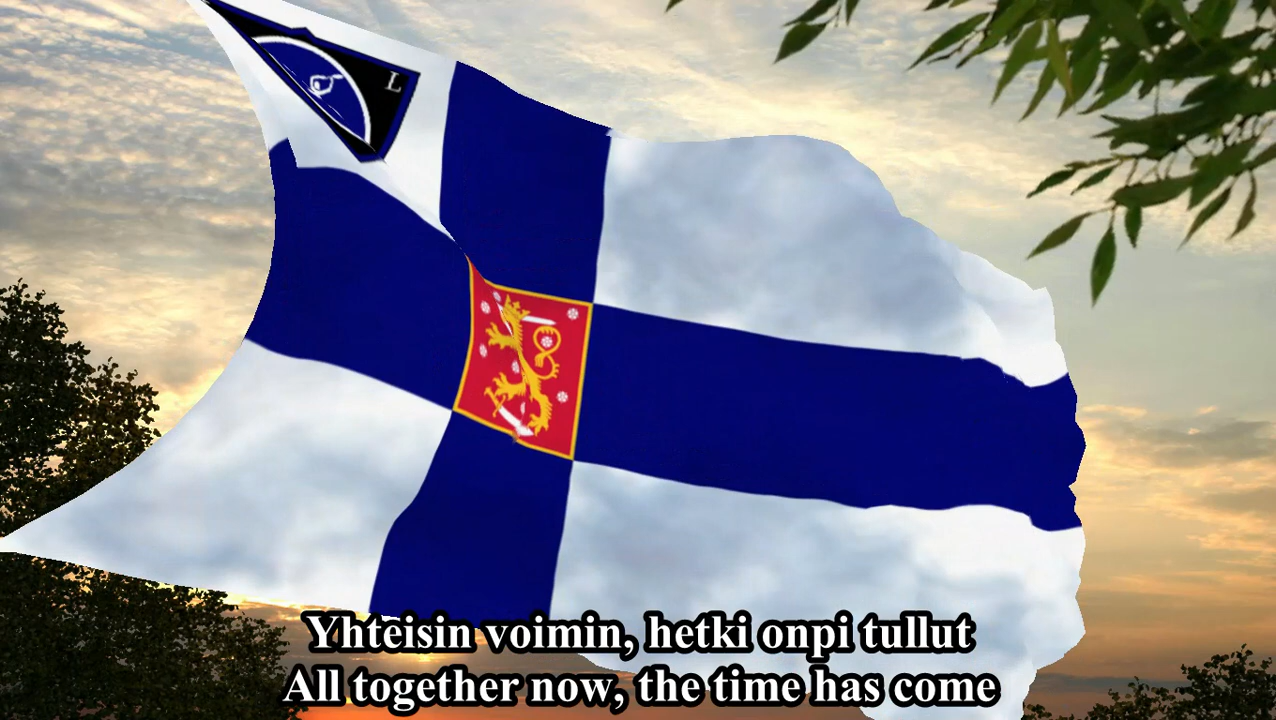 L
Yhteisin voimin, hetki onpi tullut
All together now, the time has come